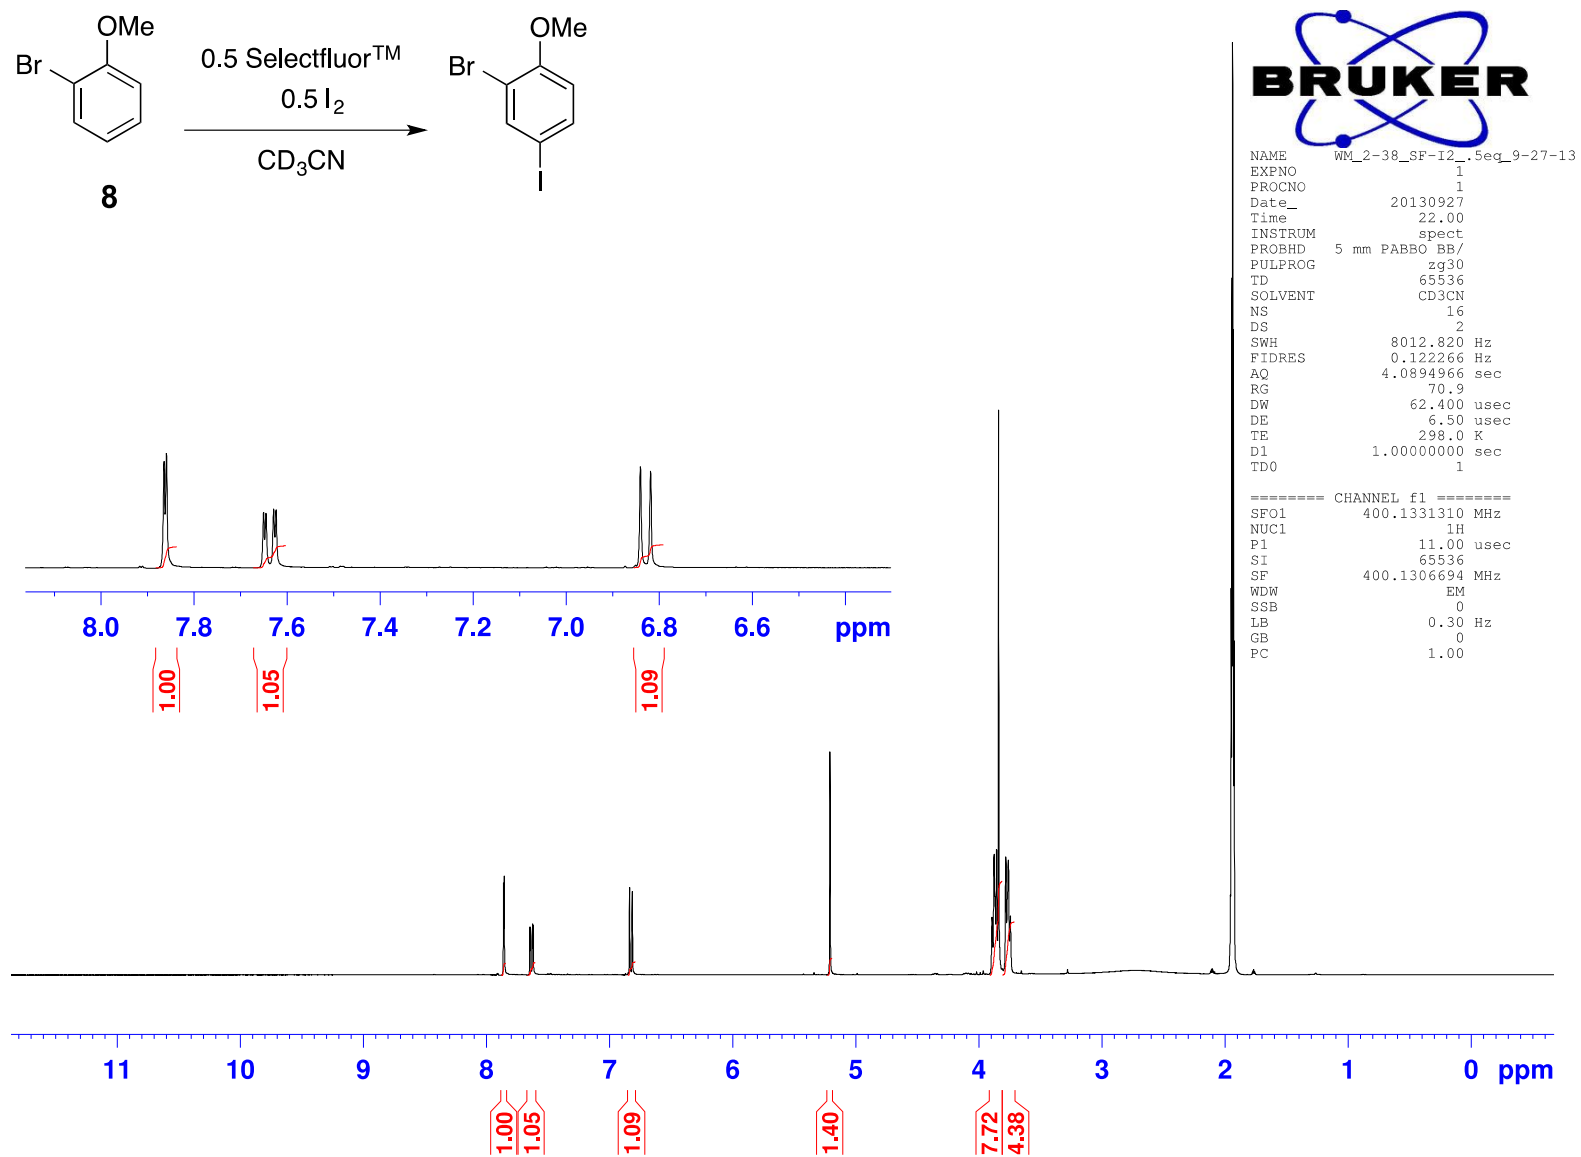 OMe
Br
8
0.5 Selectfluor™
0.5 I2
CD3CN
OMe
Br
I
BRUKER
NAME WM_2-38_SF-I2_.5eq_9-27-13
EXPNO 1
PROCNO 1
Date_ 20130927
Time 22.00
INSTRUM spect
PROBHD 5 mm PABBO BB/
PULPROG zg30
TD 65536
SOLVENT CD3CN
NS 16
DS 2
SWH 8012.820 Hz
FIDRES 0.122266 Hz
AQ 4.0894966 sec
RG 70.9
DW 62.400 usec
DE 6.50 usec
TE 298.0 K
D1 1.00000000 sec
TD0 1
======== CHANNEL f1 ========
SFO1 400.1331310 MHz
NUC1 1H
P1 11.00 usec
SI 65536
SF 400.1306694 MHz
WDW EM
SSB 0
LB 0.30 Hz
GB 0
PC 1.00
8.0 7.8 7.6 7.4 7.2 7.0 6.8 6.6 ppm
1.00 1.05 1.09
11 10 9 8 7 6 5 4 3 2 1 0 ppm
1.00 1.05 1.09 1.40 7.72 4.38